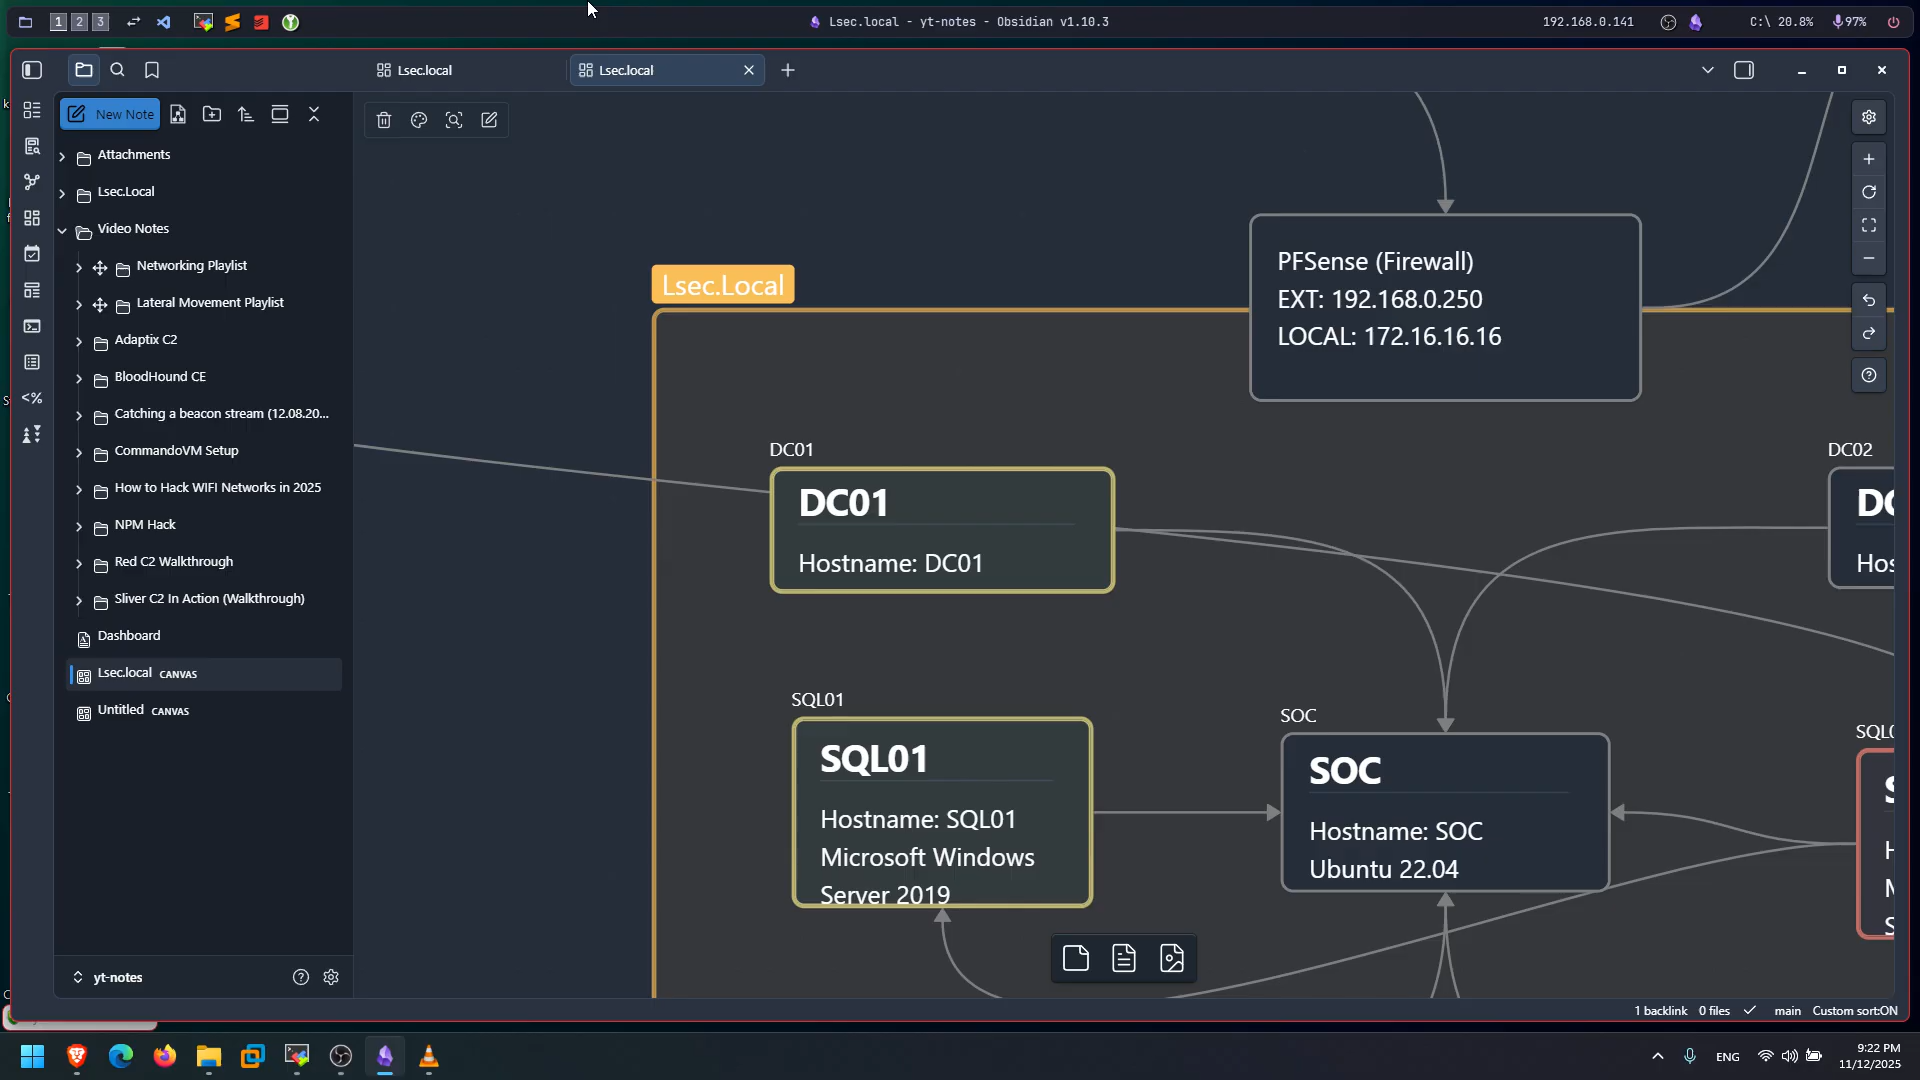 1 2 3
Lsec.local - yt-notes - Obsidian v1.10.3
192.168.0.141
C:\ 20.8%
97%
Lsec.local
Lsec.local
New Note
Attachments
Lsec.Local
Video Notes
Networking Playlist
Lateral Movement Playlist
Adaptix C2
BloodHound CE
Catching a beacon stream (12.08.20...
CommandoVM Setup
How to Hack WIFI Networks in 2025
NPM Hack
Red C2 Walkthrough
Sliver C2 In Action (Walkthrough)
Dashboard
Lsec.local CANVAS
Untitled CANVAS
yt-notes
<%
PFSense (Firewall)
EXT: 192.168.0.250
LOCAL: 172.16.16.16
Lsec.Local
DC01
DC01
Hostname: DC01
DC02
DC
Hos
SQL01
SQL01
Hostname: SQL01
Microsoft Windows
Server 2019
SOC
SOC
Hostname: SOC
Ubuntu 22.04
1 backlink 0 files main Custom sort:ON
ENG
9:22 PM
11/12/2025